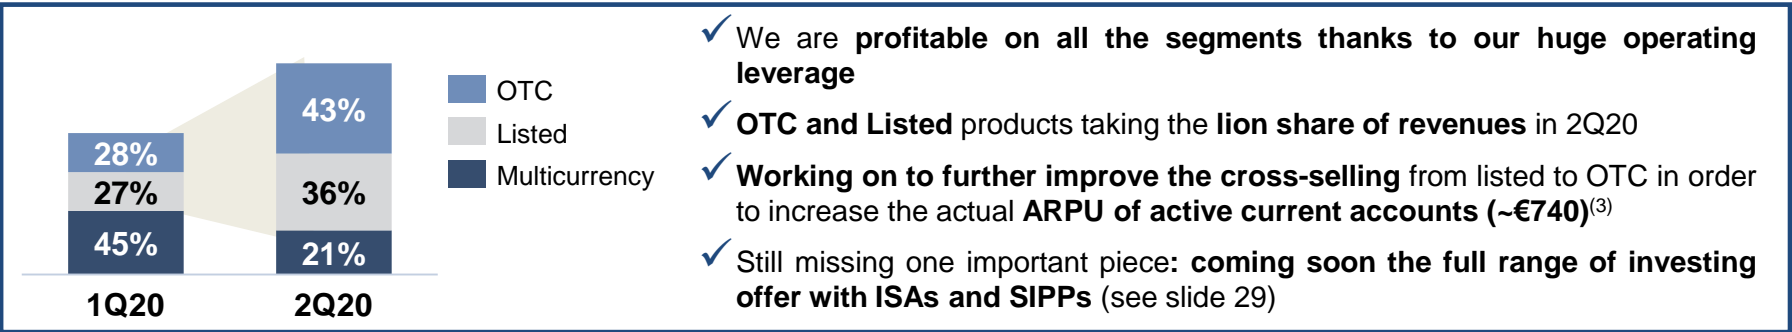 28%
27%
45%
1Q20
43%
36%
21%
2Q20
OTC
Listed
Multicurrency
✓ We are profitable on all the segments thanks to our huge operating
leverage
✓ OTC and Listed products taking the lion share of revenues in 2Q20
✓ Working on to further improve the cross-selling from listed to OTC in order
to increase the actual ARPU of active current accounts (~€740)(3)
✓ Still missing one important piece: coming soon the full range of investing
offer with ISAs and SIPPs (see slide 29)